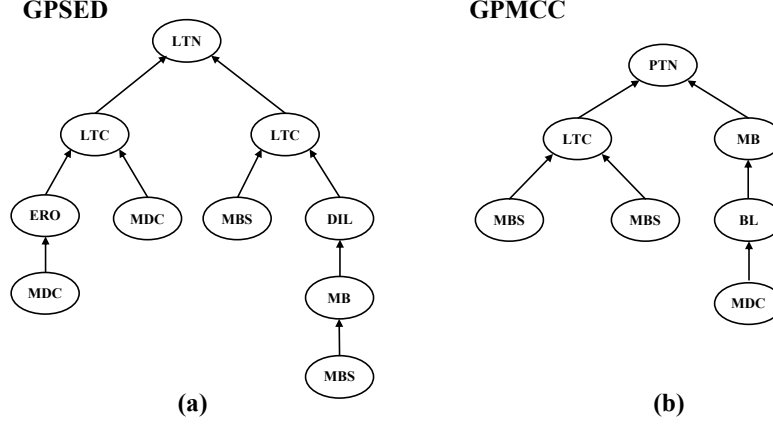 GPSED
GPMCC
LTN
PTN
LTC
LTC
LTC
MB
ERO
MDC
MBS
DIL
MBS
MBS
BL
MDC
MB
MDC
MBS
(a)
(b)